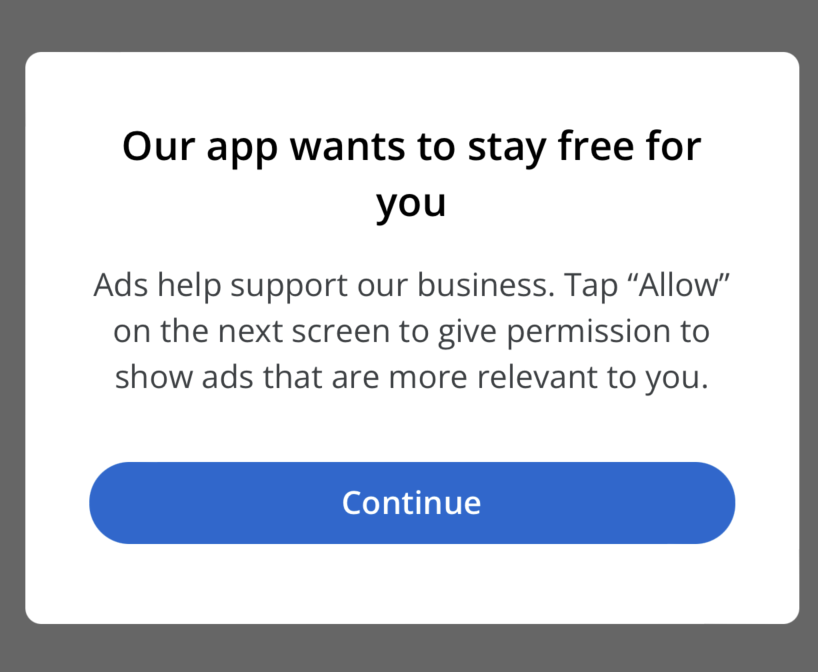 Our app wants to stay free for
you
Ads help support our business. Tap “Allow”
on the next screen to give permission to
show ads that are more relevant to you.
Continue